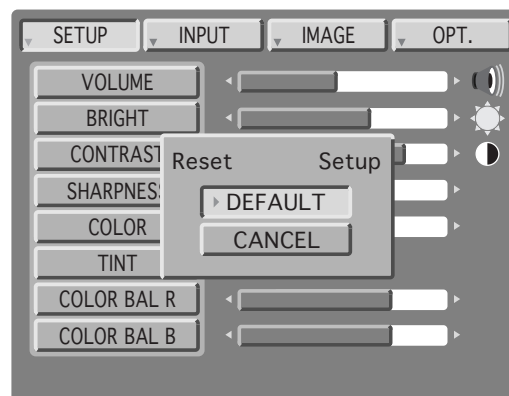 SETUP INPUT IMAGE OPT.
VOLUME
BRIGHT
CONTRAST
Reset Setup
SHARPNESS
DEFAULT
COLOR
CANCEL
TINT
COLOR BAL R
COLOR BAL B